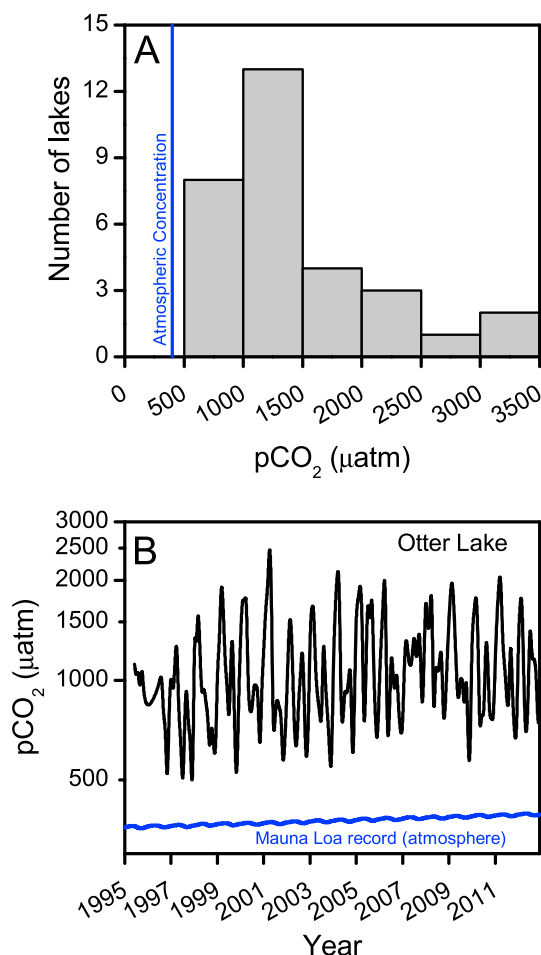 A
15
12
9
6
3
0
Number of lakes
Atmospheric Concentration
0 500 1000 1500 2000 2500 3000 3500
pCO₂ (μatm)
B
Otter Lake
3000
2500
2000
1500
1000
500
pCO₂ (μatm)
Mauna Loa record (atmosphere)
1995 1997 1999 2001 2003 2005 2007 2009 2011
Year